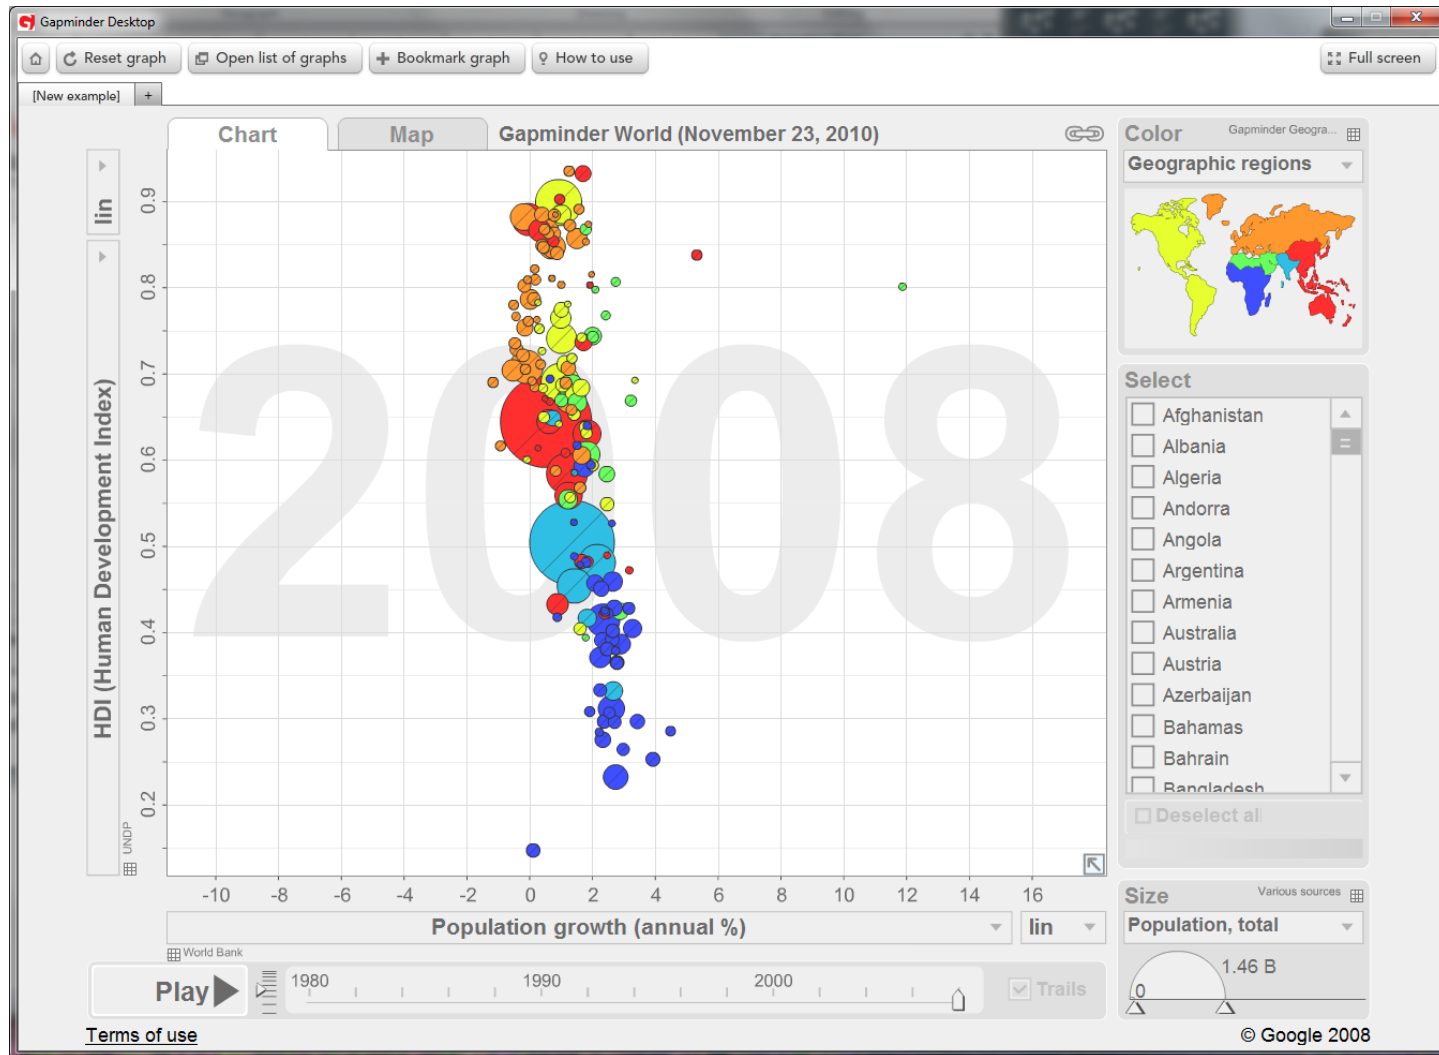 Gapminder Desktop
Reset graph
Open list of graphs
+ Bookmark graph
How to use
Full screen
[New example]
+
Chart
Map
Gapminder World (November 23, 2010)
Color
Gapminder Geogra...
Geographic regions
lin
HDI (Human Development Index)
UNDP
0.9
0.8
0.7
0.6
0.5
0.4
0.3
0.2
2008
Select
Afghanistan
Albania
Algeria
Andorra
Angola
Argentina
Armenia
Australia
Austria
Azerbaijan
Bahamas
Bahrain
Bangladesh
Deselect all
-10 -8 -6 -4 -2 0 2 4 6 8 10 12 14 16
Population growth (annual %)
lin
World Bank
Size
Various sources
Population, total
1.46 B
0
Play
1980 1990 2000
Trails
Terms of use
© Google 2008